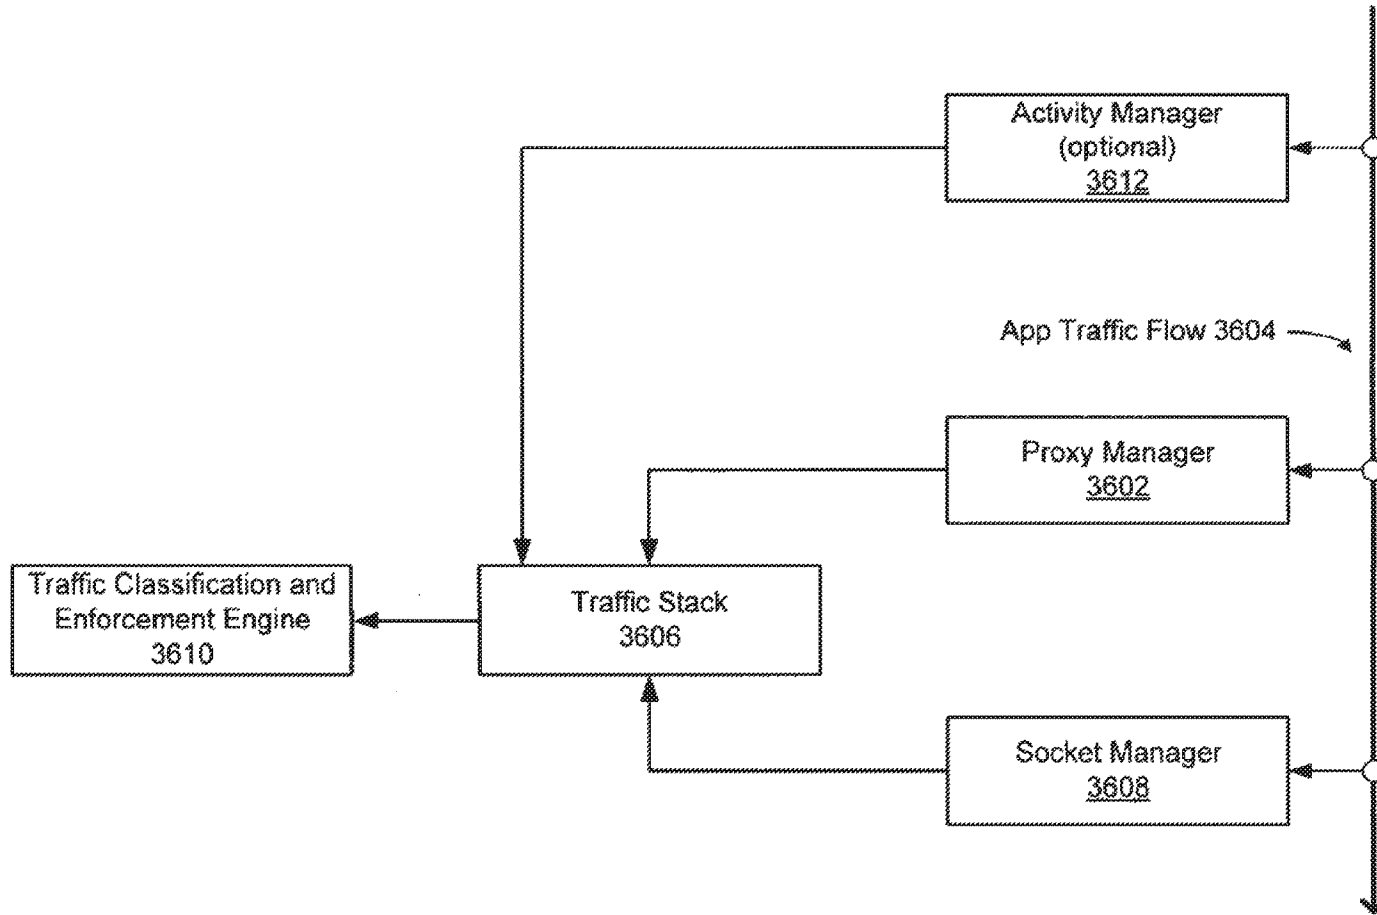 Activity Manager
(optional)
3612
App Traffic Flow 3604
Proxy Manager
3602
Traffic Classification and
Enforcement Engine
3610
Traffic Stack
3606
Socket Manager
3608